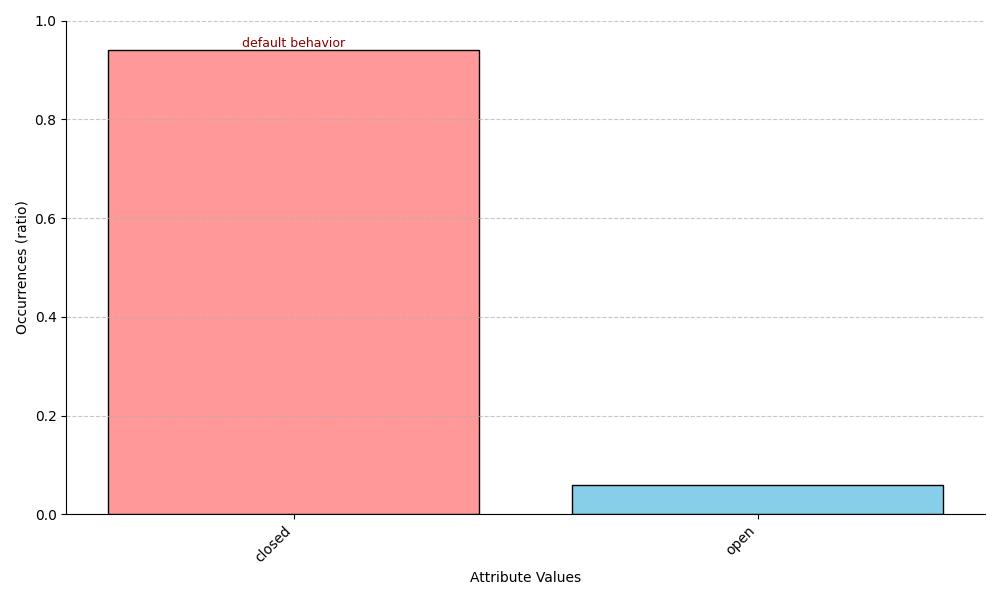 1.0
default behavior
0.8
0.6
0.4
0.2
0.0
Occurrences (ratio)
closed
open
Attribute Values